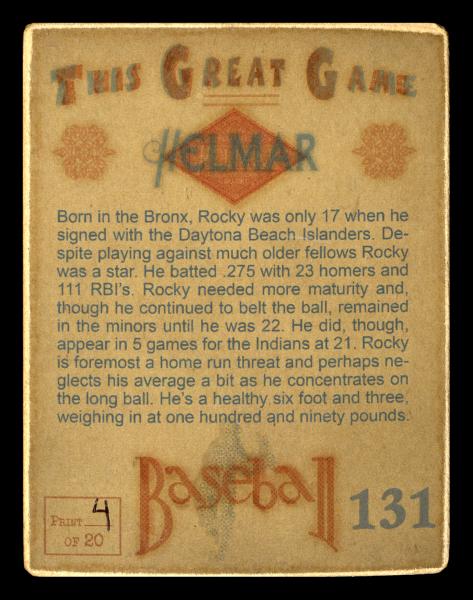 THIS GREAT GAME
HELMAR
Born in the Bronx, Rocky was only 17 when he
signed with the Daytona Beach Islanders. De-
spite playing against much older fellows Rocky
was a star. He batted .275 with 23 homers and
111 RBI's. Rocky needed more maturity and,
though he continued to belt the ball, remained
in the minors until he was 22. He did, though,
appear in 5 games for the Indians at 21. Rocky
is foremost a home run threat and perhaps ne-
glects his average a bit as he concentrates on
the long ball. He's a healthy six foot and three,
weighing in at one hundred and ninety pounds.
Baseball
131
PRINT 4
OF 20